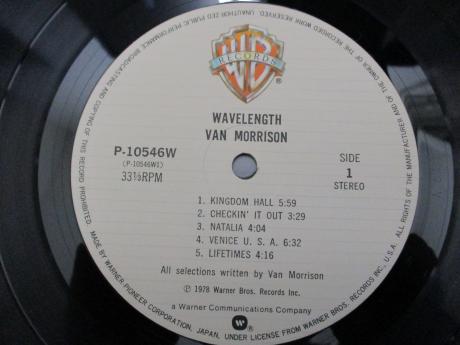 UNAUTHORIZED COPYING, PUBLIC PERFORMANCE, BROADCASTING AND COPYING OF THIS RECORD PROHIBITED.
ALL RIGHTS OF THE MANUFACTURER AND OF THE OWNER OF THE RECORDED WORK RESERVED.
WB
RECORDS
®
WAVELENGTH
VAN MORRISON
P-10546W
(P-10546W1)
33⅓RPM
SIDE
1
STEREO
1. KINGDOM HALL 5:59
2. CHECKIN' IT OUT 3:29
3. NATALIA 4:04
4. VENICE U. S. A. 6:32
5. LIFETIMES 4:16
All selections written by Van Morrison
Ⓟ 1978 Warner Bros. Records Inc.
a Warner Communications Company
MADE BY WARNER-PIONEER CORPORATION, JAPAN, UNDER LICENSE FROM WARNER BROS. RECORDS INC., U.S.A.